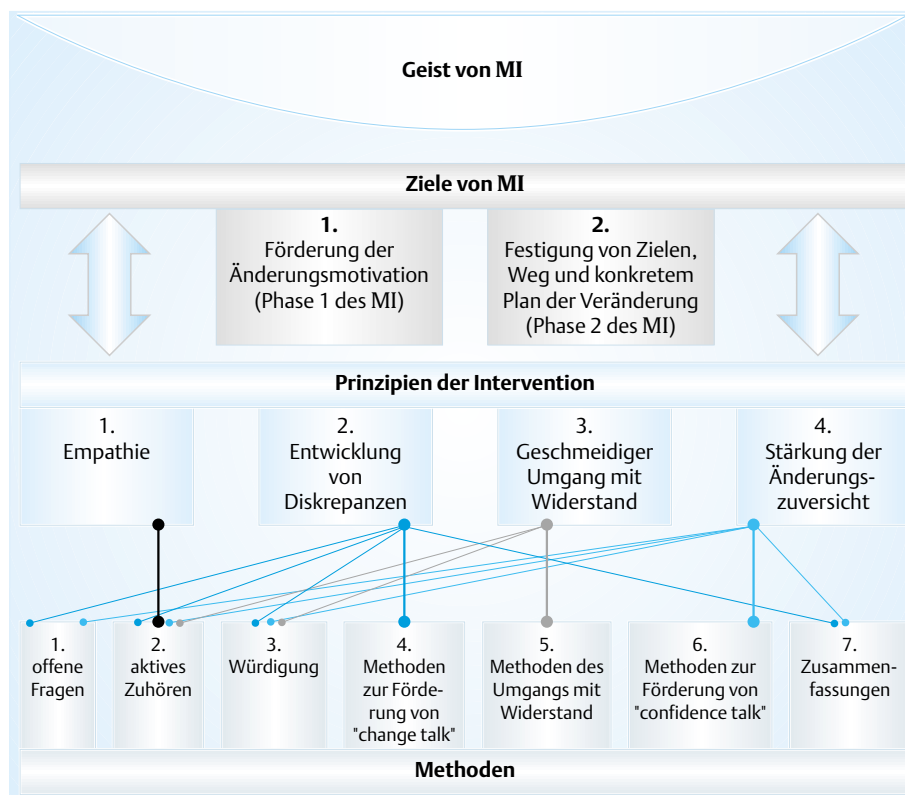 Geist von MI
Ziele von MI
1.
Förderung der
Änderungsmotivation
(Phase 1 des MI)
2.
Festigung von Zielen,
Weg und konkretem
Plan der Veränderung
(Phase 2 des MI)
Prinzipien der Intervention
1.
Empathie
2.
Entwicklung
von
Diskrepanzen
3.
Geschmeidiger
Umgang mit
Widerstand
4.
Stärkung der
Änderungs-
zuversicht
1.
offene
Fragen
2.
aktives
Zuhören
3.
Würdigung
4.
Methoden
zur Förde-
rung von
"change talk"
5.
Methoden des
Umgangs mit
Widerstand
6.
Methoden zur
Förderung von
"confidence talk"
7.
Zusammen-
fassungen
Methoden